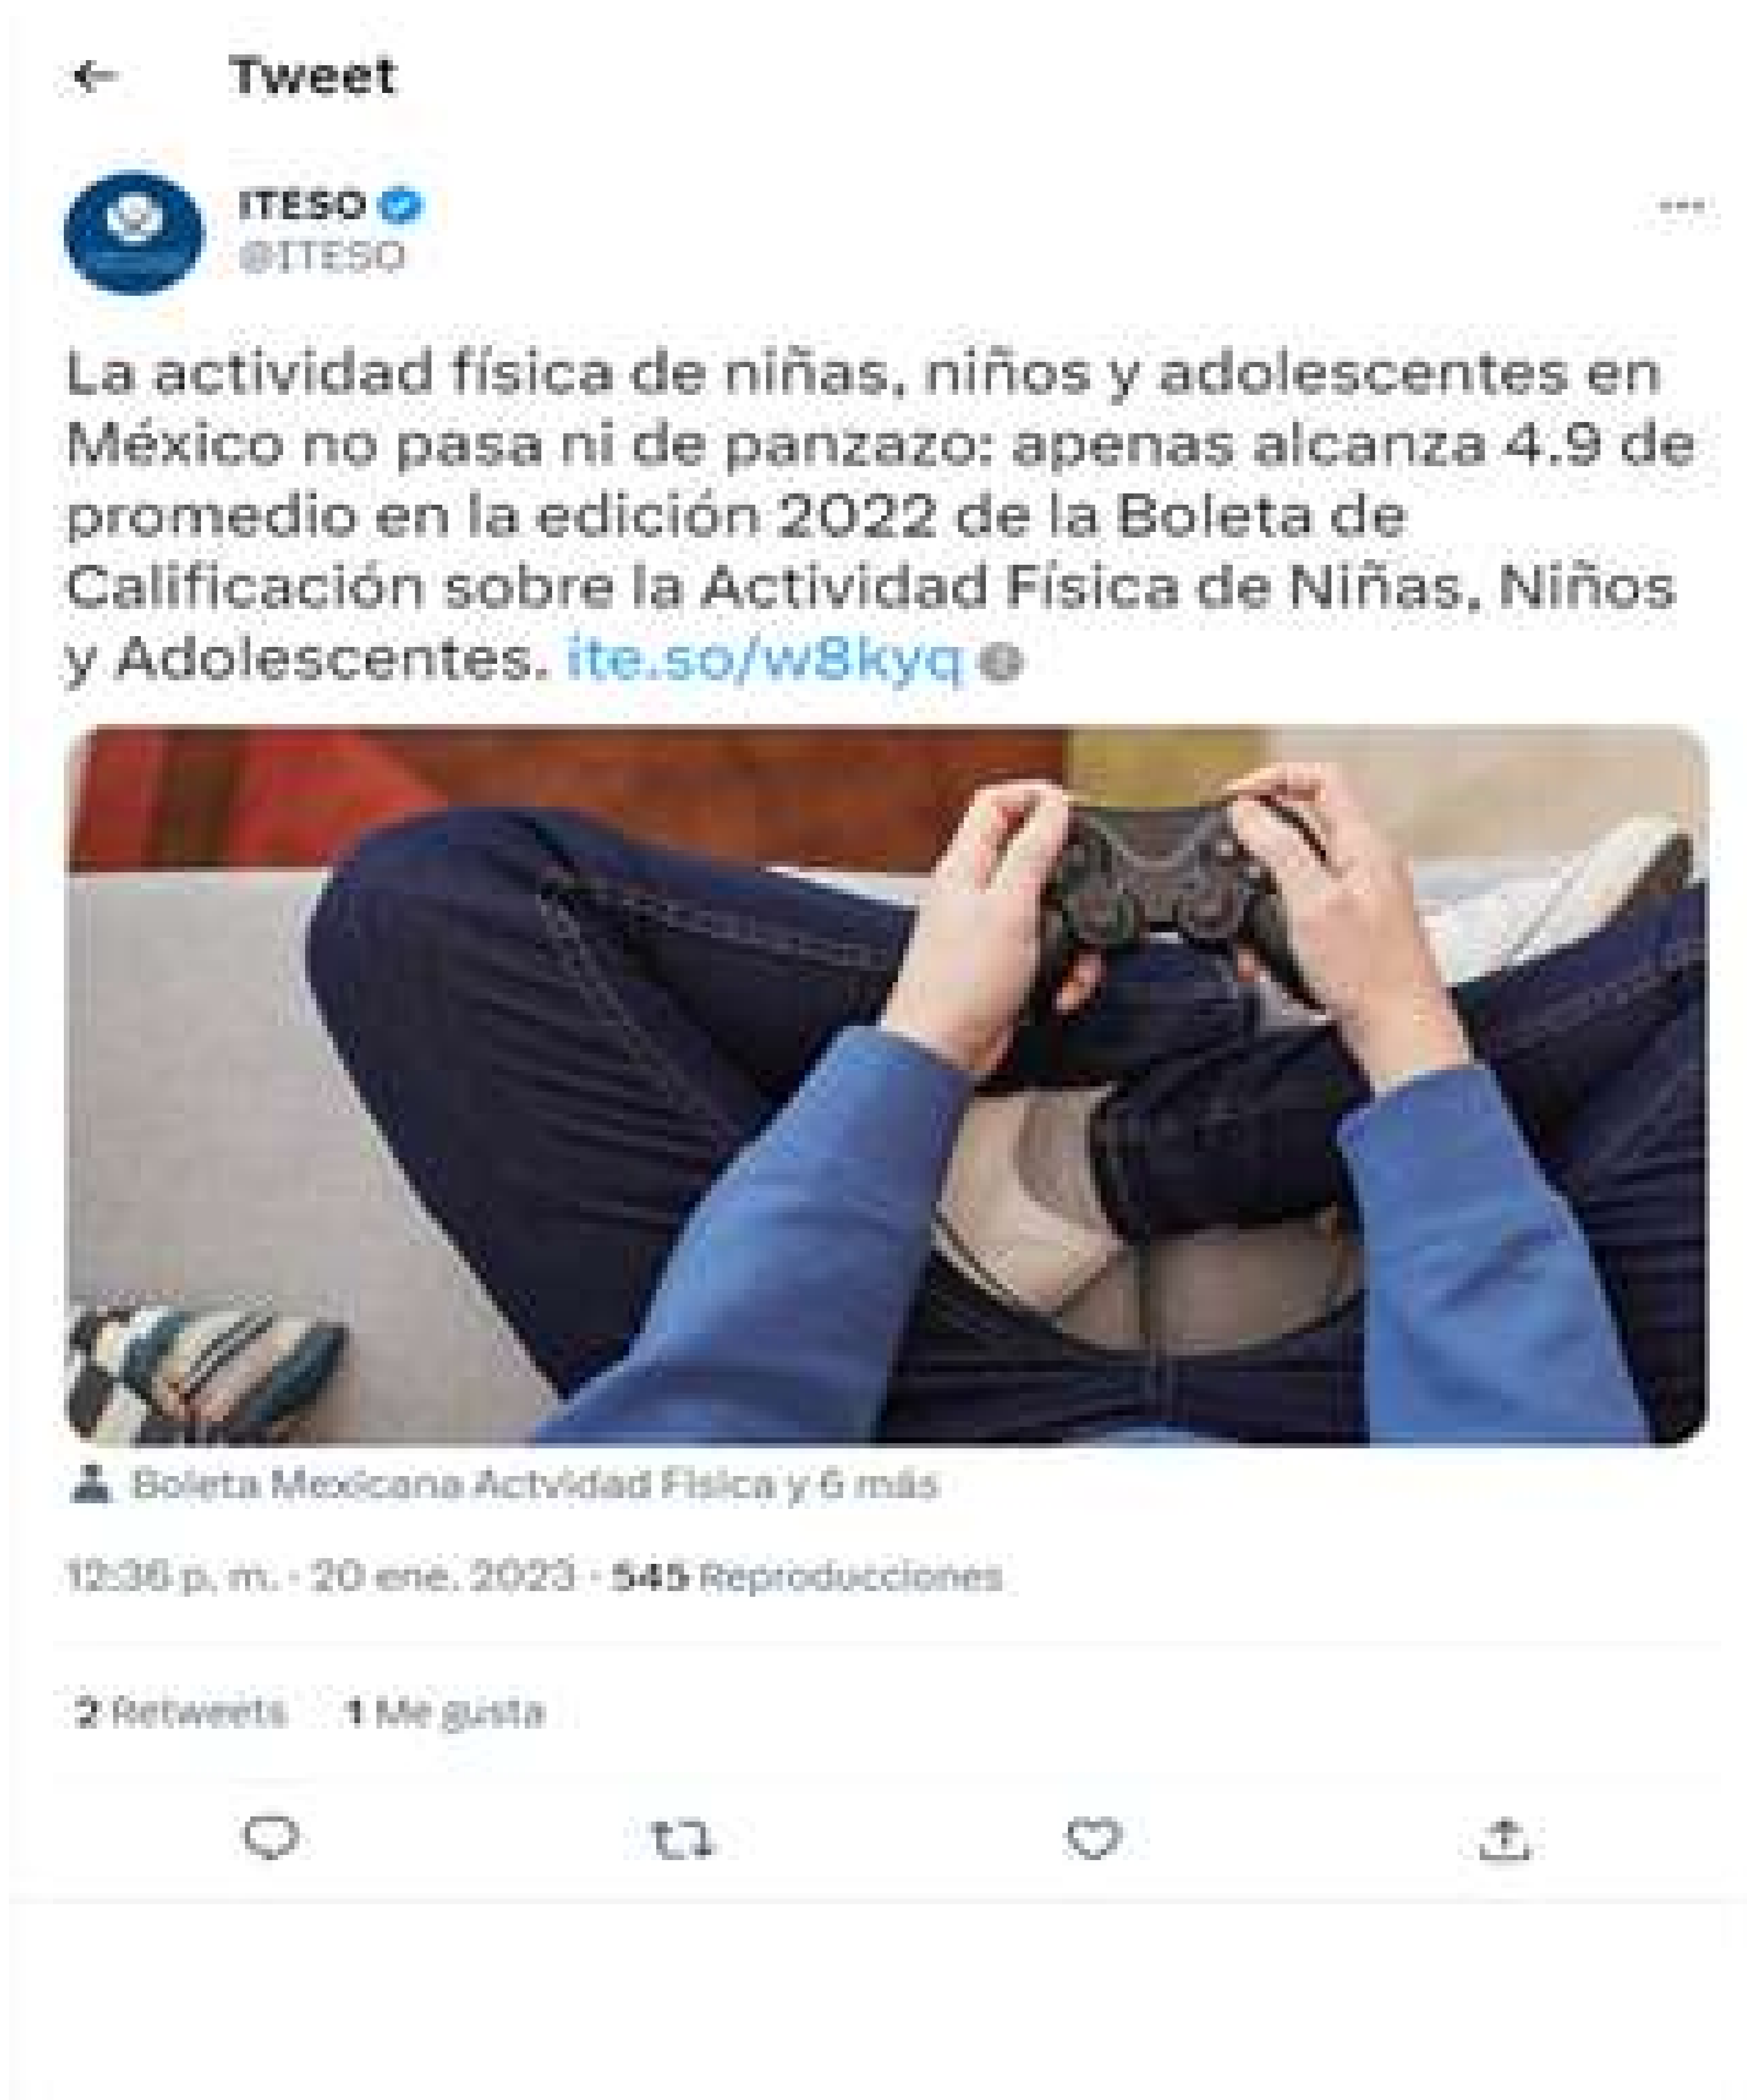 Tweet
ITESO
@ITESO
La actividad física de niñas, niños y adolescentes en
México no pasa ni de panzazo: apenas alcanza 4.9 de
promedio en la edición 2022 de la Boleta de
Calificación sobre la Actividad Física de Niñas, Niños
y Adolescentes. ite.so/w8kyq
Boleta Mexicana Actvidad Física y 6 más
12:36 p. m. · 20 ene. 2023 · 545 Reproducciones
2 Retweets 1 Me gusta